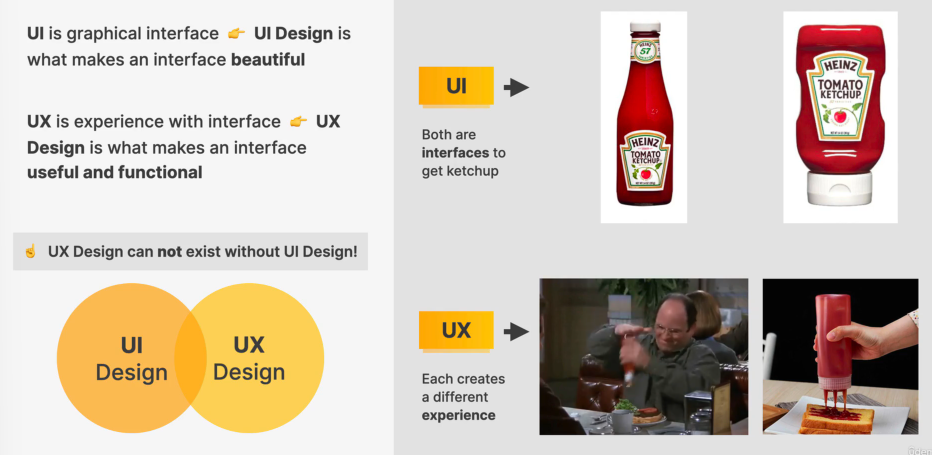 UI is graphical interface 👉 UI Design is
what makes an interface beautiful
UX is experience with interface 👉 UX
Design is what makes an interface
useful and functional
☝ UX Design can not exist without UI Design!
UI
Design
UX
Design
UI
Both are
interfaces to
get ketchup
57
HEINZ
TOMATO
KETCHUP
HEINZ
TOMATO
KETCHUP
UX
Each creates
a different
experience